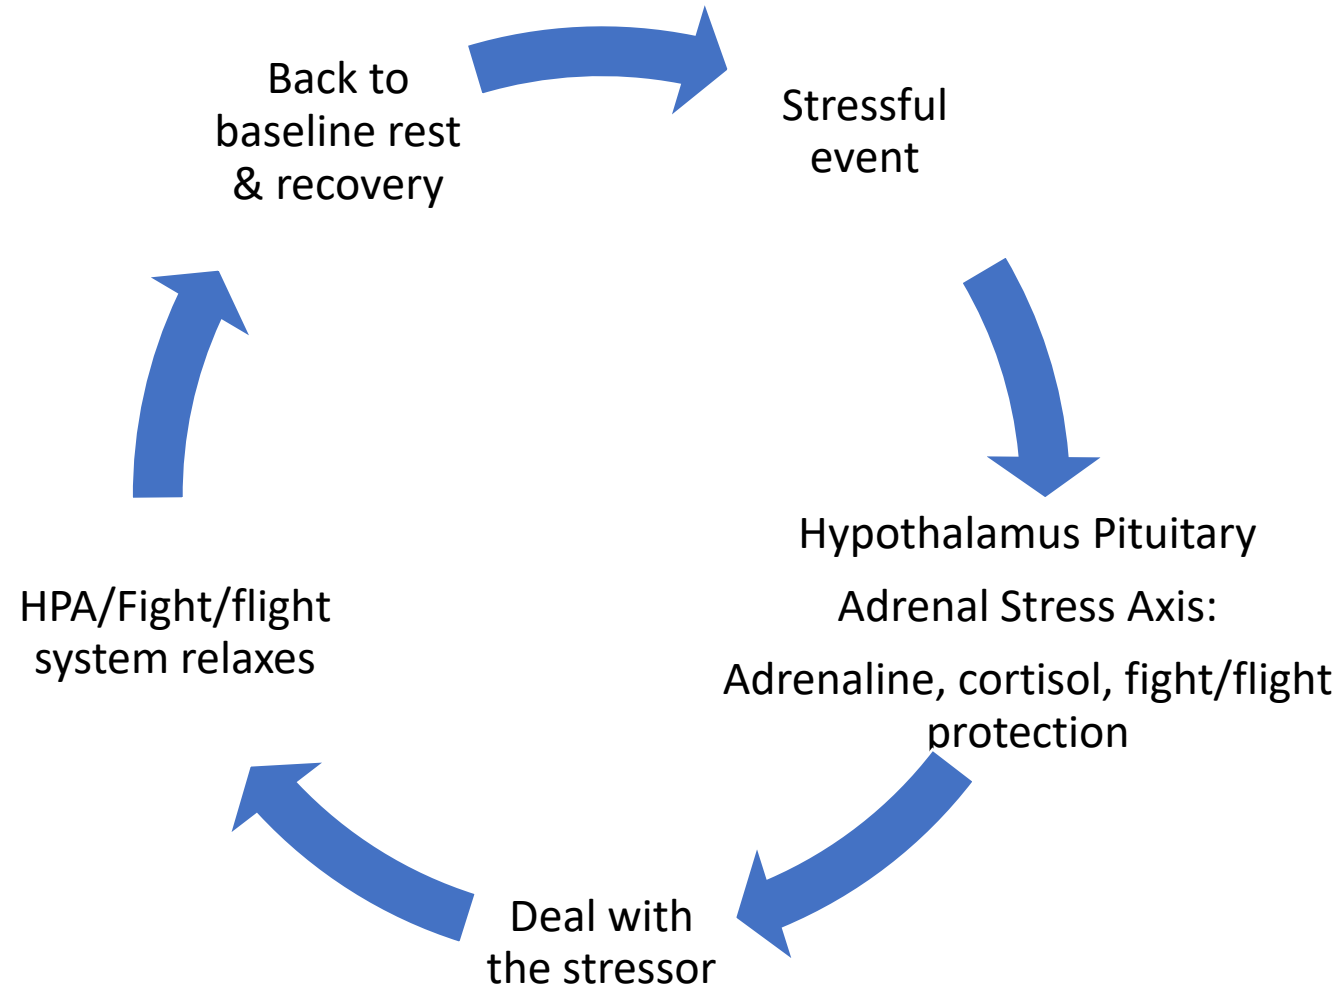 Back to
baseline rest
& recovery
Stressful
event
Hypothalamus Pituitary
Adrenal Stress Axis:
Adrenaline, cortisol, fight/flight
protection
Deal with
the stressor
HPA/Fight/flight
system relaxes